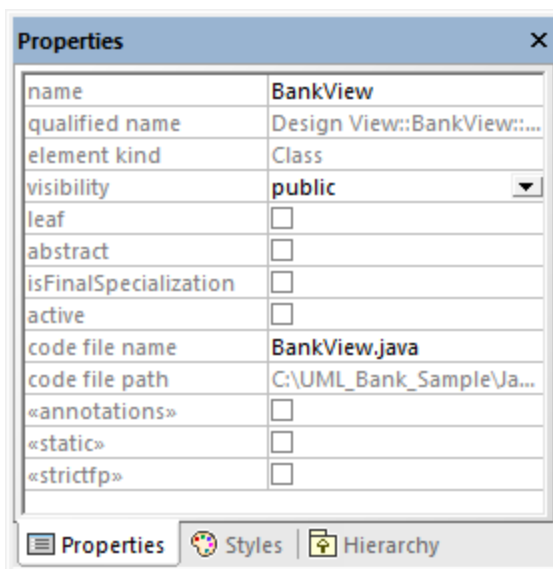 Properties
name BankView
qualified name Design View::BankView::...
element kind Class
visibility public
leaf
abstract
isFinalSpecialization
active
code file name BankView.java
code file path C:\UML_Bank_Sample\Ja...
«annotations»
«static»
«strictfp»
Properties Styles Hierarchy